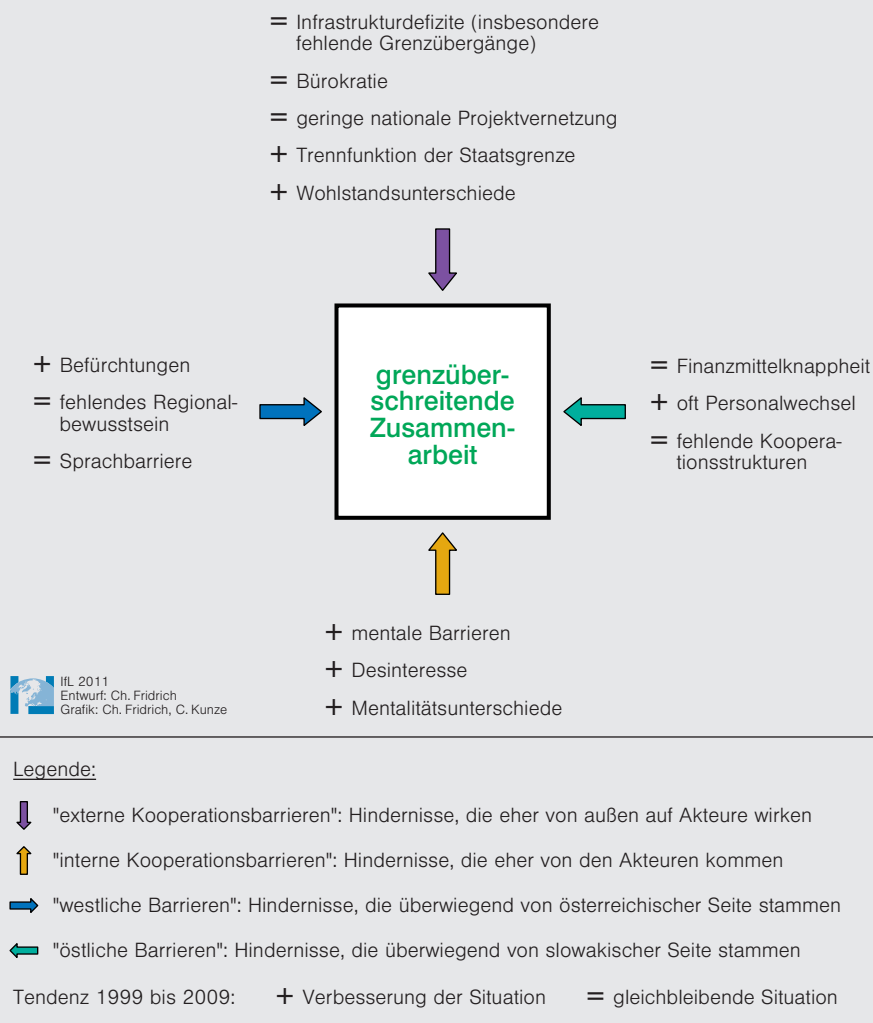 = Infrastrukturdefizite (insbesondere
fehlende Grenzübergänge)
= Bürokratie
= geringe nationale Projektvernetzung
+ Trennfunktion der Staatsgrenze
+ Wohlstandsunterschiede
+ Befürchtungen
= fehlendes Regional-
bewusstsein
= Sprachbarriere
grenzüber-
schreitende
Zusammen-
arbeit
= Finanzmittelknappheit
+ oft Personalwechsel
= fehlende Koopera-
tionsstrukturen
+ mentale Barrieren
+ Desinteresse
+ Mentalitätsunterschiede
IfL 2011
Entwurf: Ch. Fridrich
Grafik: Ch. Fridrich, C. Kunze
Legende:
"externe Kooperationsbarrieren": Hindernisse, die eher von außen auf Akteure wirken
"interne Kooperationsbarrieren": Hindernisse, die eher von den Akteuren kommen
"westliche Barrieren": Hindernisse, die überwiegend von österreichischer Seite stammen
"östliche Barrieren": Hindernisse, die überwiegend von slowakischer Seite stammen
Tendenz 1999 bis 2009: + Verbesserung der Situation = gleichbleibende Situation